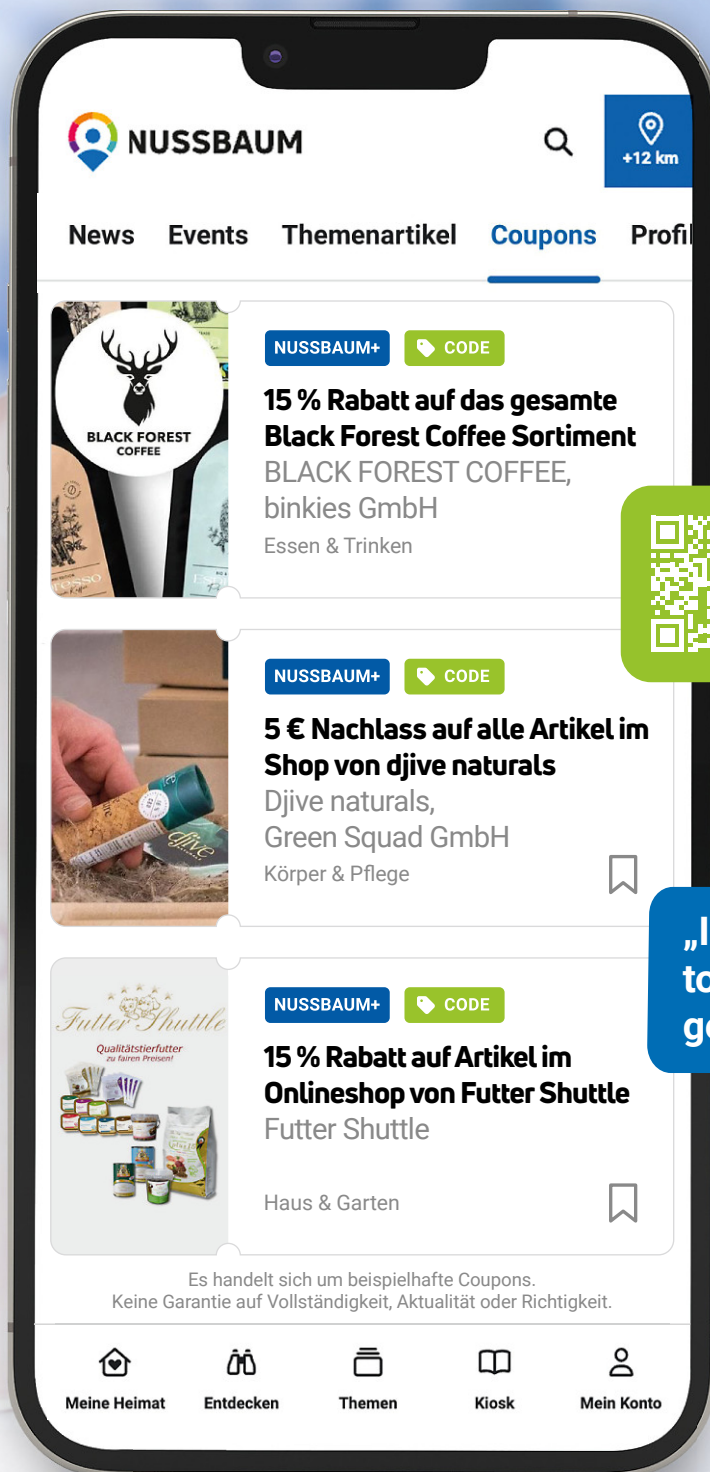 NUSSBAUM
+12 km
News Events Themenartikel Coupons Profil
BLACK FOREST
COFFEE
NUSSBAUM+ CODE
15 % Rabatt auf das gesamte
Black Forest Coffee Sortiment
BLACK FOREST COFFEE,
binkies GmbH
Essen & Trinken
djive
NUSSBAUM+ CODE
5 € Nachlass auf alle Artikel im
Shop von djive naturals
Djive naturals,
Green Squad GmbH
Körper & Pflege
„I
to
Futter Shuttle
Qualitätstierfutter
zu fairen Preisen!
NUSSBAUM+ CODE
15 % Rabatt auf Artikel im
Onlineshop von Futter Shuttle
Futter Shuttle
Haus & Garten
Es handelt sich um beispielhafte Coupons.
Keine Garantie auf Vollständigkeit, Aktualität oder Richtigkeit.
Meine Heimat Entdecken Themen Kiosk Mein Konto